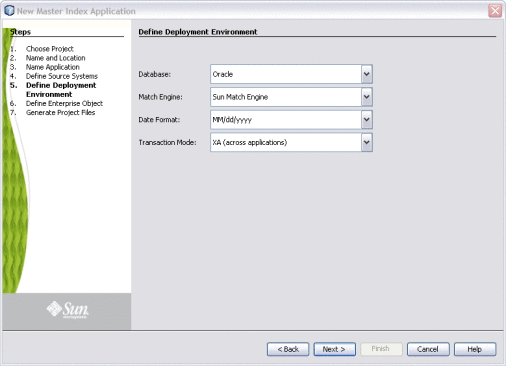 New Master Index Application
Steps
1. Choose Project
2. Name and Location
3. Name Application
4. Define Source Systems
5. Define Deployment
Environment
6. Define Enterprise Object
7. Generate Project Files
Define Deployment Environment
Database: Oracle
Match Engine: Sun Match Engine
Date Format: MM/dd/yyyy
Transaction Mode: XA (across applications)
Sun
microsystems
< Back Next > Finish Cancel Help